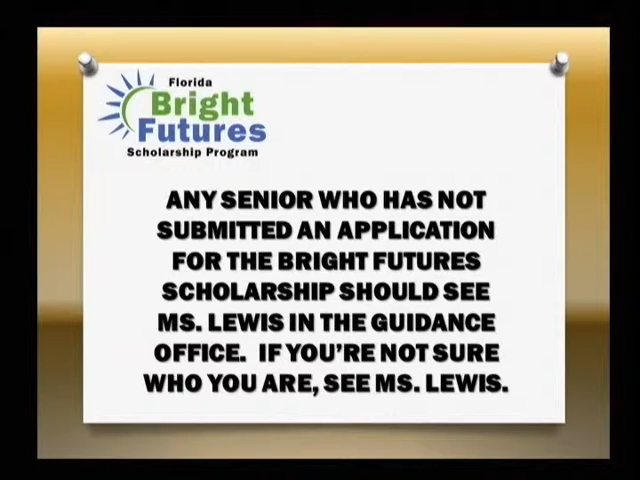 Florida
Bright
Futures
Scholarship Program
ANY SENIOR WHO HAS NOT
SUBMITTED AN APPLICATION
FOR THE BRIGHT FUTURES
SCHOLARSHIP SHOULD SEE
MS. LEWIS IN THE GUIDANCE
OFFICE.  IF YOU'RE NOT SURE
WHO YOU ARE, SEE MS. LEWIS.